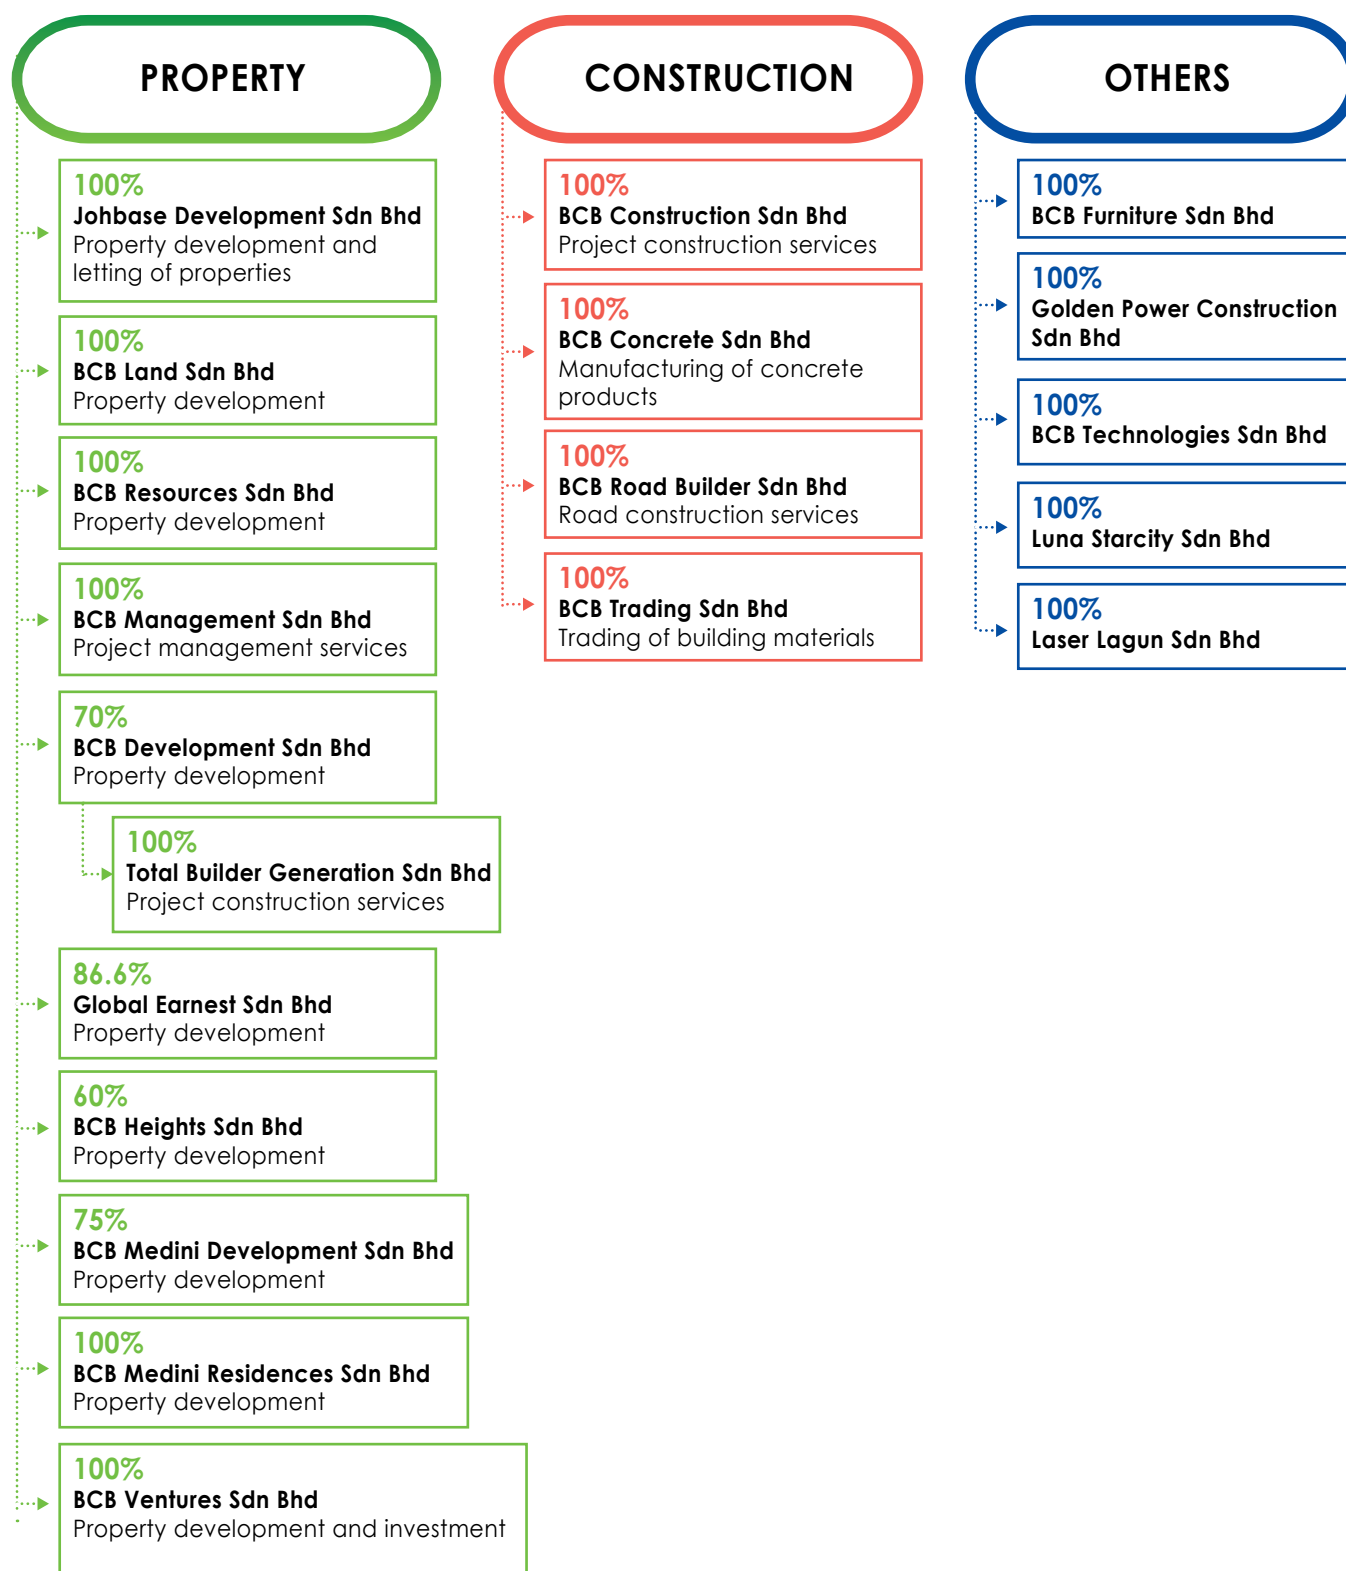 PROPERTY
100%
Johbase Development Sdn Bhd
Property development and
letting of properties
100%
BCB Land Sdn Bhd
Property development
100%
BCB Resources Sdn Bhd
Property development
100%
BCB Management Sdn Bhd
Project management services
70%
BCB Development Sdn Bhd
Property development
100%
Total Builder Generation Sdn Bhd
Project construction services
86.6%
Global Earnest Sdn Bhd
Property development
60%
BCB Heights Sdn Bhd
Property development
75%
BCB Medini Development Sdn Bhd
Property development
100%
BCB Medini Residences Sdn Bhd
Property development
100%
BCB Ventures Sdn Bhd
Property development and investment
CONSTRUCTION
100%
BCB Construction Sdn Bhd
Project construction services
100%
BCB Concrete Sdn Bhd
Manufacturing of concrete
products
100%
BCB Road Builder Sdn Bhd
Road construction services
100%
BCB Trading Sdn Bhd
Trading of building materials
OTHERS
100%
BCB Furniture Sdn Bhd
100%
Golden Power Construction
Sdn Bhd
100%
BCB Technologies Sdn Bhd
100%
Luna Starcity Sdn Bhd
100%
Laser Lagun Sdn Bhd